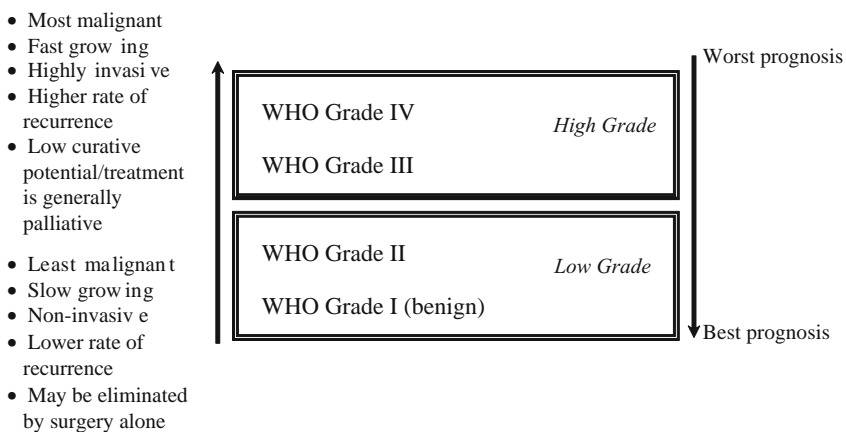 • Most malignant
• Fast grow ing
• Highly invasi ve
• Higher rate of
recurrence
• Low curative
potential/treatment
is generally
palliative
• Least malignan t
• Slow grow ing
• Non-invasiv e
• Lower rate of
recurrence
• May be eliminated
by surgery alone
WHO Grade IV
High Grade
WHO Grade III
WHO Grade II
Low Grade
WHO Grade I (benign)
Worst prognosis
Best prognosis